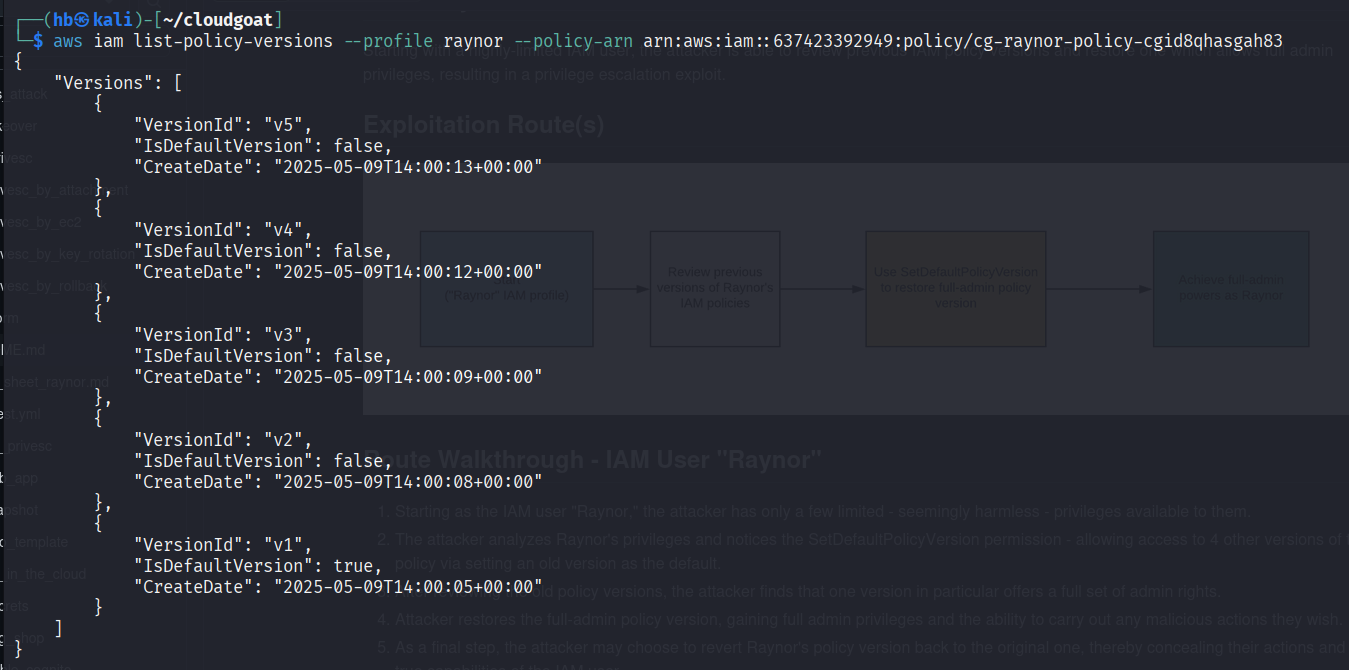 ┌──(hb㉿kali)-[~/cloudgoat]
└─$ aws iam list-policy-versions --profile raynor --policy-arn arn:aws:iam::637423392949:policy/cg-raynor-policy-cgid8qhasgah83
{
    "Versions": [
        {
            "VersionId": "v5",
            "IsDefaultVersion": false,
            "CreateDate": "2025-05-09T14:00:13+00:00"
        },
        {
            "VersionId": "v4",
            "IsDefaultVersion": false,
            "CreateDate": "2025-05-09T14:00:12+00:00"
        },
        {
            "VersionId": "v3",
            "IsDefaultVersion": false,
            "CreateDate": "2025-05-09T14:00:09+00:00"
        },
        {
            "VersionId": "v2",
            "IsDefaultVersion": false,
            "CreateDate": "2025-05-09T14:00:08+00:00"
        },
        {
            "VersionId": "v1",
            "IsDefaultVersion": true,
            "CreateDate": "2025-05-09T14:00:05+00:00"
        }
    ]
}
privileges, resulting in a privilege escalation exploit.
Exploitation Route(s)
("Raynor" IAM profile)
Review previous
versions of Raynor's
IAM policies
Use SetDefaultPolicyVersion
to restore full-admin policy
version
Achieve full-admin
powers as Raynor
Route Walkthrough - IAM User "Raynor"
1. Starting as the IAM user "Raynor," the attacker has only a few limited - seemingly harmless - privileges available to them.
2. The attacker analyzes Raynor's privileges and notices the SetDefaultPolicyVersion permission - allowing access to 4 other versions of
policy via setting an old version as the default.
old policy versions, the attacker finds that one version in particular offers a full set of admin rights.
4. Attacker restores the full-admin policy version, gaining full admin privileges and the ability to carry out any malicious actions they wish.
5. As a final step, the attacker may choose to revert Raynor's policy version back to the original one, thereby concealing their actions and